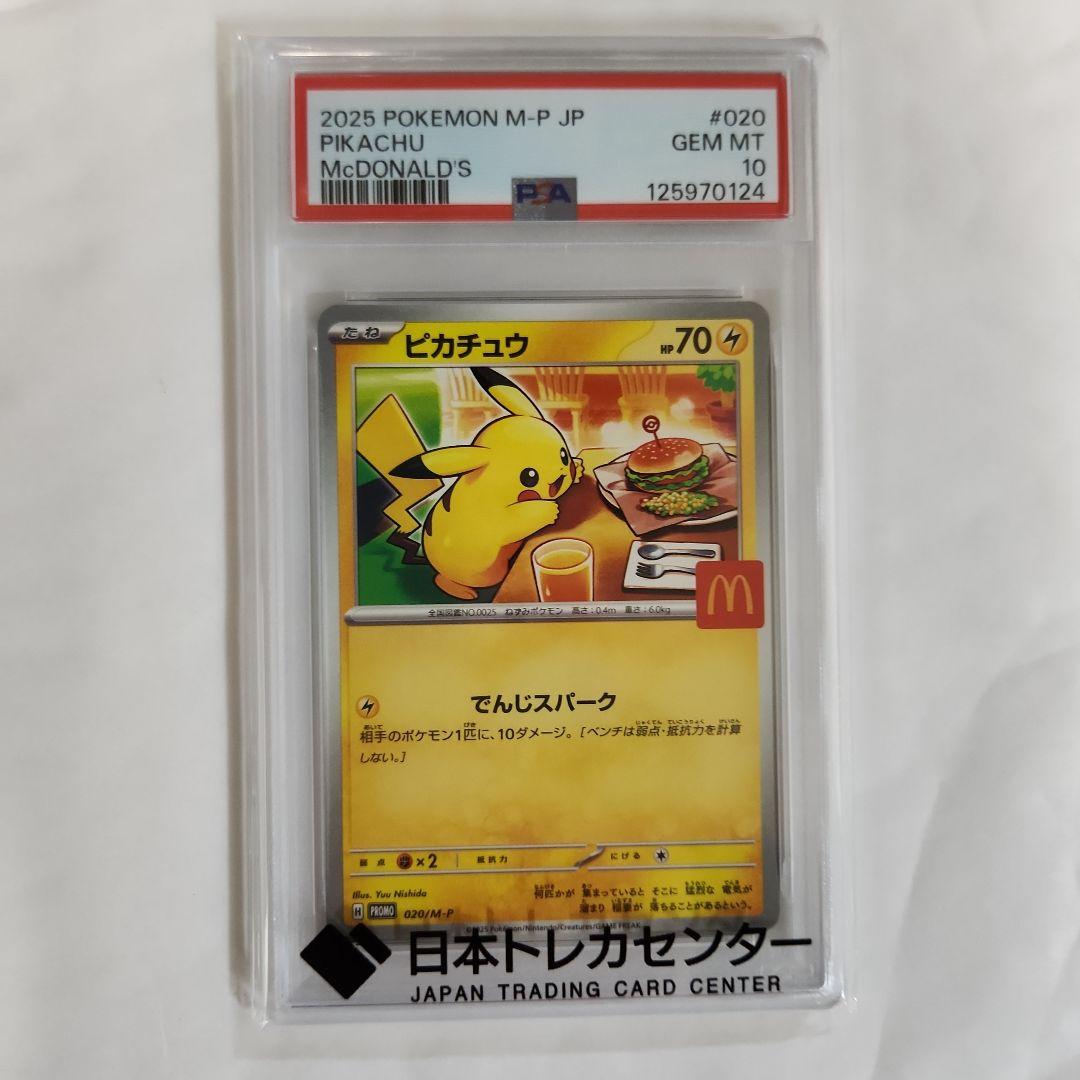 2025 POKEMON M-P JP #020
PIKACHU GEM MT
McDONALD'S 10
PSA 125970124
たね ピカチュウ HP70
全国図鑑NO.0025 ねずみポケモン 高さ:0.4m 重さ:6.0kg
でんじスパーク
相手のポケモン1匹に、10ダメージ。[ベンチは弱点・抵抗力を計算
しない。]
弱点 ×2 抵抗力 にげる
Illus. Yuu Nishida
何匹かが 集まっていると そこに 猛烈な 電気が
溜まり 稲妻が 落ちることがあるという。
H PROMO 020/M-P
©2025 Pokémon/Nintendo/Creatures/GAME FREAK
日本トレカセンター
JAPAN TRADING CARD CENTER